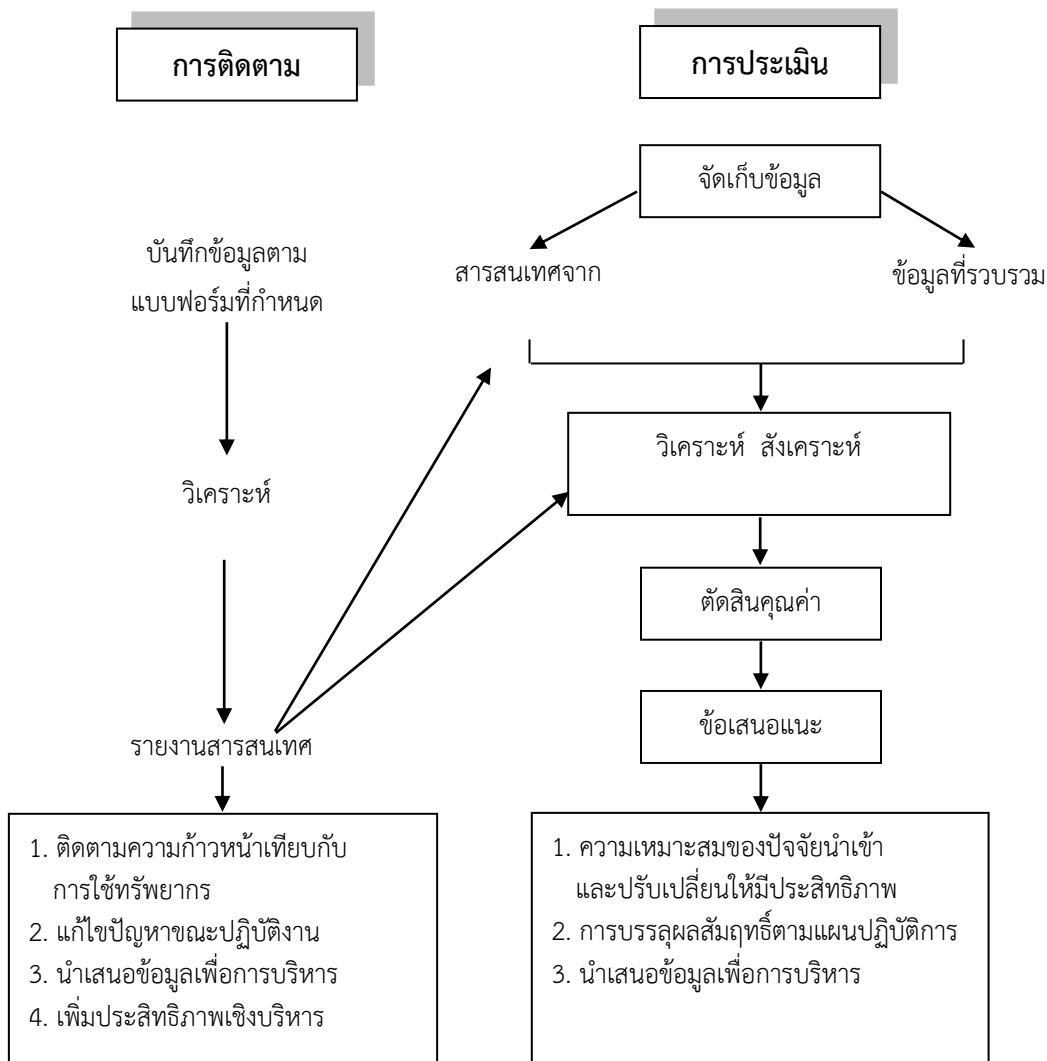 การติดตาม
บันทึกข้อมูลตาม
แบบฟอร์มที่กำหนด
วิเคราะห์
รายงานสารสนเทศ
1. ติดตามความก้าวหน้าเทียบกับ
การใช้ทรัพยากร
2. แก้ไขปัญหาขณะปฏิบัติงาน
3. นำเสนอข้อมูลเพื่อการบริหาร
4. เพิ่มประสิทธิภาพเชิงบริหาร
การประเมิน
จัดเก็บข้อมูล
สารสนเทศจาก
ข้อมูลที่รวบรวม
วิเคราะห์ สังเคราะห์
ตัดสินคุณค่า
ข้อเสนอแนะ
1. ความเหมาะสมของปัจจัยนำเข้า
และปรับเปลี่ยนให้มีประสิทธิภาพ
2. การบรรลุผลสัมฤทธิ์ตามแผนปฏิบัติการ
3. นำเสนอข้อมูลเพื่อการบริหาร